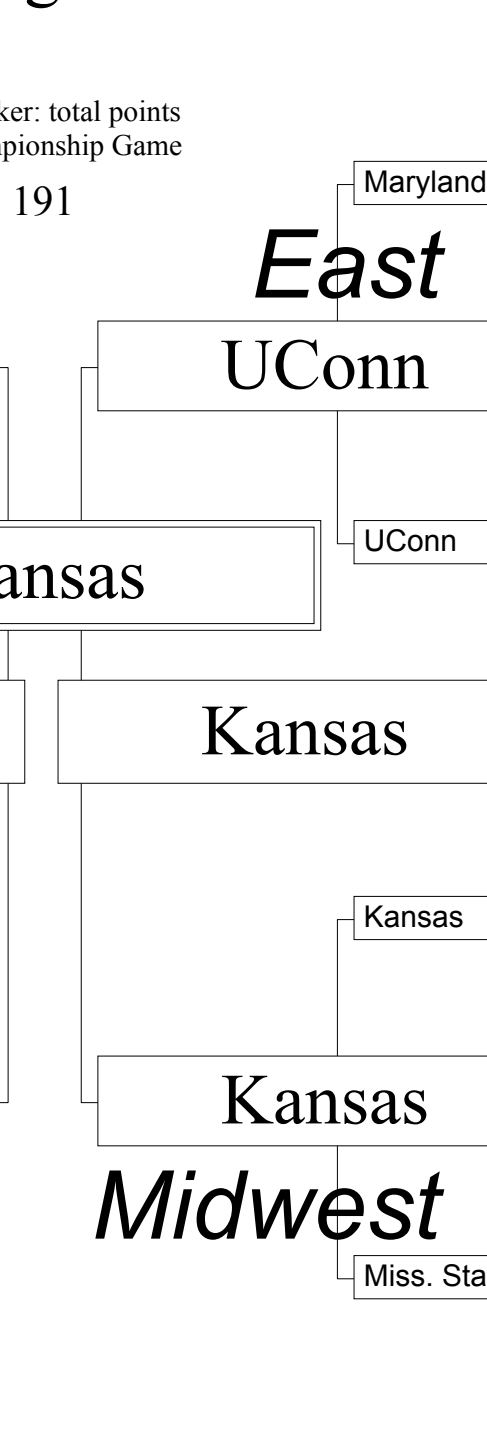 g
ker: total points
pionship Game
191
Maryland
East
UConn
UConn
ansas
Kansas
Kansas
Kansas
Midwest
Miss. Sta